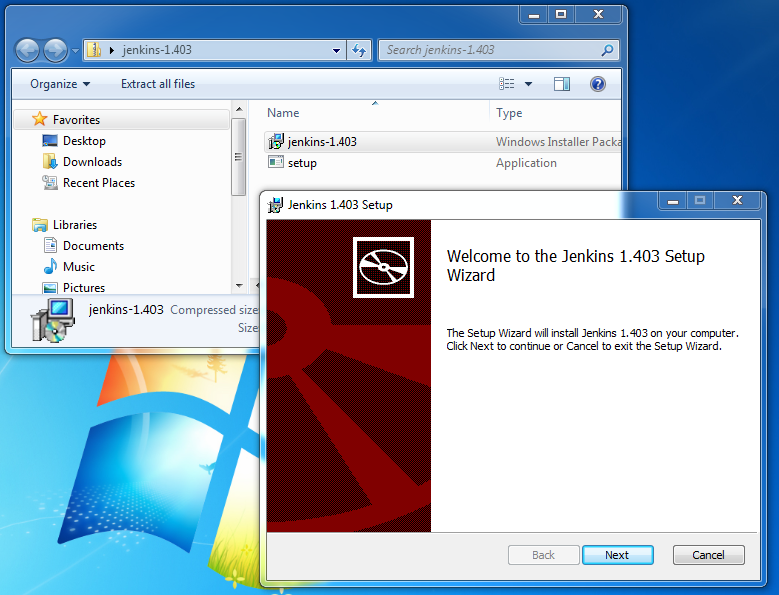 jenkins-1.403
Search jenkins-1.403
Organize
Extract all files
Favorites
Desktop
Downloads
Recent Places
Libraries
Documents
Music
Pictures
Name
Type
jenkins-1.403
Windows Installer Packa
setup
Application
jenkins-1.403
Compressed size
Size
Jenkins 1.403 Setup
Welcome to the Jenkins 1.403 Setup
Wizard
The Setup Wizard will install Jenkins 1.403 on your computer.
Click Next to continue or Cancel to exit the Setup Wizard.
Back
Next
Cancel